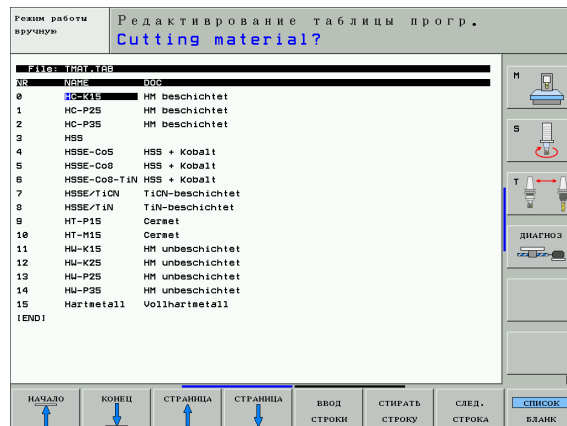 Режим работы
вручную
Редактиврование таблицы прогр.
Cutting material?
File: TMAT.TAB
NR NAME DOC
0 HC-K15 HM beschichtet
1 HC-P25 HM beschichtet
2 HC-P35 HM beschichtet
3 HSS
4 HSSE-Co5 HSS + Kobalt
5 HSSE-Co8 HSS + Kobalt
6 HSSE-Co8-TiN HSS + Kobalt
7 HSSE/TiCN TiCN-beschichtet
8 HSSE/TiN TiN-beschichtet
9 HT-P15 Cermet
10 HT-M15 Cermet
11 HW-K15 HM unbeschichtet
12 HW-K25 HM unbeschichtet
13 HW-P25 HM unbeschichtet
14 HW-P35 HM unbeschichtet
15 Hartmetall Vollhartmetall
[END]
M
S
T
ДИАГНОЗ
НАЧАЛО КОНЕЦ СТРАНИЦА СТРАНИЦА ВВОД СТИРАТЬ СЛЕД. СПИСОК
СТРОКИ СТРОКУ СТРОКА БЛАНК